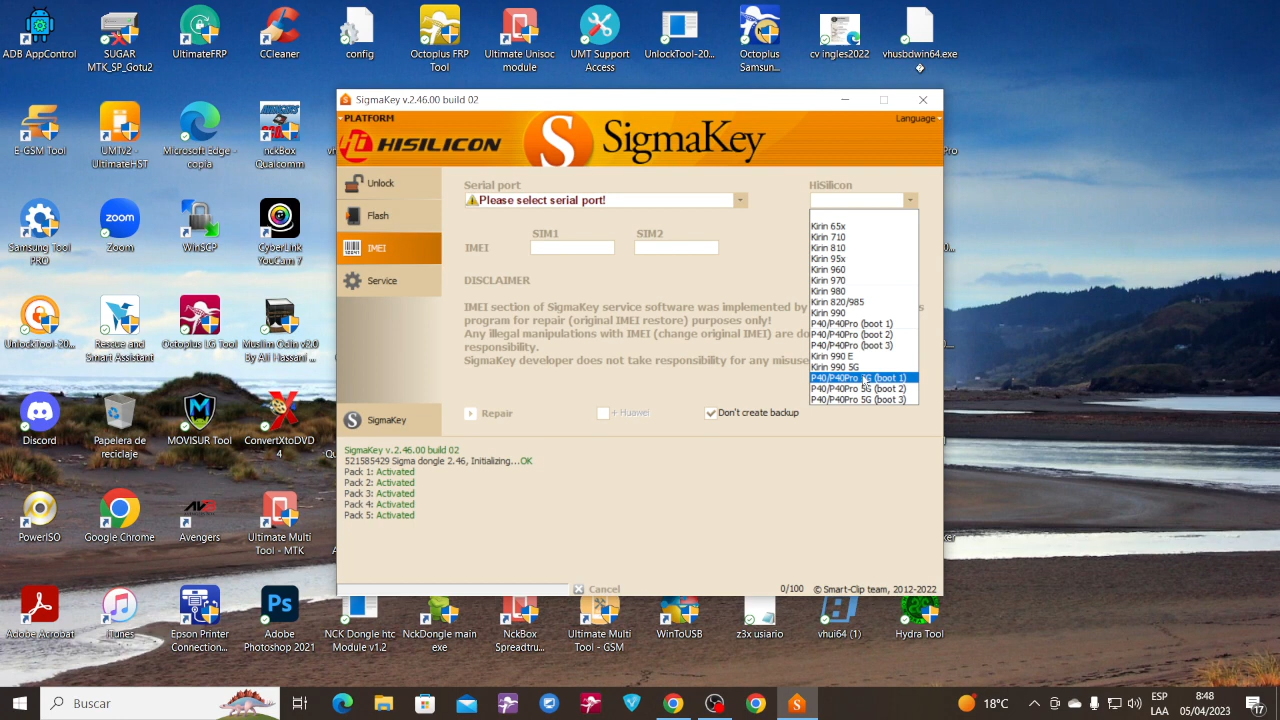 ADB AppControl
SUGAR
MTK_SP_Gotu2
UltimateFRP
CCleaner
config
Octoplus FRP
Tool
Ultimate Unisoc
module
UMT Support
Access
UnlockTool-20...
Octoplus
Samsun...
cv ingles2022
vhusbdwin64.exe
E-GSM Tool
UMTv2 -
UltimateHST
Microsoft Edge -
copia
nckBox
Qualcomm
Samsung Tool
PRO
Zoom
WinSCP
CyberLink
YouCam 7
UnlockTool-20...
Rescue and
Smart Assistant
Octoplus LG Tool
Muslim Odin v2.0
By Ali Hassani ...
Discord
Papelera de
reciclaje
MOVISUR Tool
ConvertXtoDVD
4
PowerISO
Google Chrome
Avengers
Ultimate Multi
Tool - MTK
Adobe Acrobat
iTunes
Epson Printer
Connection...
Adobe
Photoshop 2021
NCK Dongle htc
Module v1.2
NckDongle main
exe
NckBox
Spreadtru...
Ultimate Multi
Tool - GSM
WinToUSB
z3x usiario
vhui64 (1)
Hydra Tool
SigmaKey v.2.46.00 build 02
PLATFORM
Language
HISILICON
SigmaKey
Unlock
Flash
IMEI
Service
SigmaKey
Serial port
Please select serial port!
HiSilicon
SIM1
SIM2
IMEI
DISCLAIMER
IMEI section of SigmaKey service software was implemented by
program for repair (original IMEI restore) purposes only!
Any illegal manipulations with IMEI (change original IMEI) are do
responsibility.
SigmaKey developer does not take responsibility for any misuse
Kirin 65x
Kirin 710
Kirin 810
Kirin 95x
Kirin 960
Kirin 970
Kirin 980
Kirin 820/985
Kirin 990
P40/P40Pro (boot 1)
P40/P40Pro (boot 2)
P40/P40Pro (boot 3)
Kirin 990 E
Kirin 990 5G
P40/P40Pro 5G (boot 1)
P40/P40Pro 5G (boot 2)
P40/P40Pro 5G (boot 3)
Repair
+ Huawei
Don't create backup
SigmaKey v.2.46.00 build 02
521585429 Sigma dongle 2.46, Initializing...OK
Pack 1: Activated
Pack 2: Activated
Pack 3: Activated
Pack 4: Activated
Pack 5: Activated
Cancel
0/100
© Smart-Clip team, 2012-2022
Buscar
18°C
ESP
LAA
8:48
05/04/2023
17